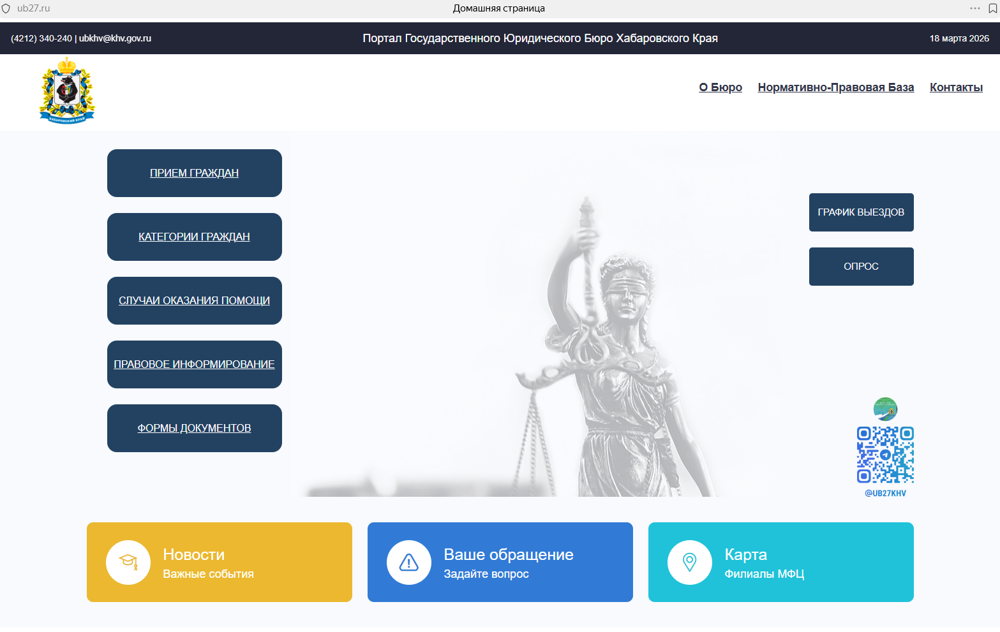 ub27.ru
Домашняя страница
(4212) 340-240 | ubkhv@khv.gov.ru
Портал Государственного Юридического Бюро Хабаровского Края
18 марта 2026
ХАБАРОВСКИЙ КРАЙ
О Бюро
Нормативно-Правовая База
Контакты
ПРИЕМ ГРАЖДАН
КАТЕГОРИИ ГРАЖДАН
СЛУЧАИ ОКАЗАНИЯ ПОМОЩИ
ПРАВОВОЕ ИНФОРМИРОВАНИЕ
ФОРМЫ ДОКУМЕНТОВ
ГРАФИК ВЫЕЗДОВ
ОПРОС
@UB27KHV
Новости
Важные события
Ваше обращение
Задайте вопрос
Карта
Филиалы МФЦ